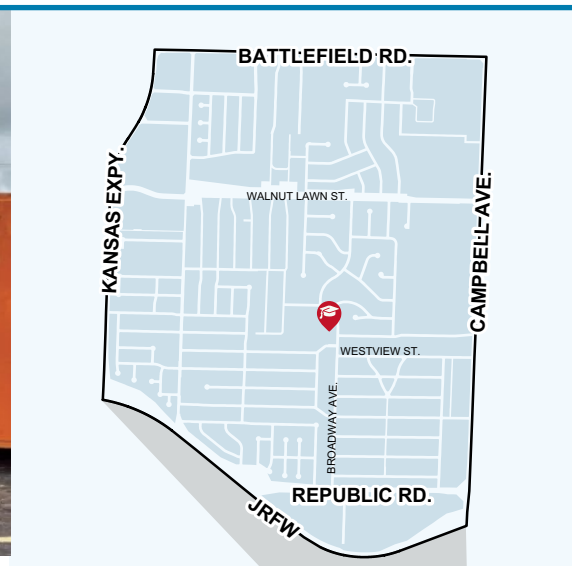 BATTLEFIELD RD.
KANSAS EXPY.
WALNUT LAWN ST.
CAMPBELL AVE.
WESTVIEW ST.
BROADWAY AVE.
REPUBLIC RD.
JRFW